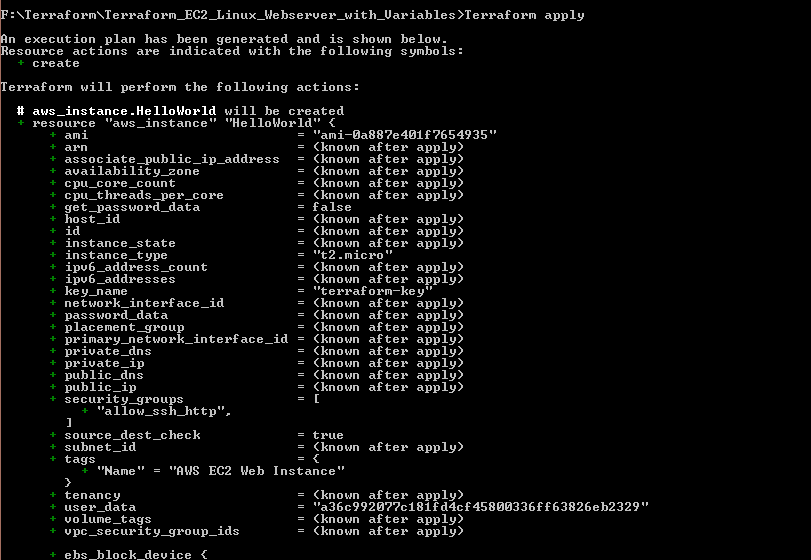 F:\Terraform\Terraform_EC2_Linux_Webserver_with_Variables>Terraform apply
An execution plan has been generated and is shown below.
Resource actions are indicated with the following symbols:
+ create
Terraform will perform the following actions:
# aws_instance.HelloWorld will be created
+ resource "aws_instance" "HelloWorld" {
+ ami = "ami-0a887e401f7654935"
+ arn = (known after apply)
+ associate_public_ip_address = (known after apply)
+ availability_zone = (known after apply)
+ cpu_core_count = (known after apply)
+ cpu_threads_per_core = (known after apply)
+ get_password_data = false
+ host_id = (known after apply)
+ id = (known after apply)
+ instance_state = (known after apply)
+ instance_type = "t2.micro"
+ ipv6_address_count = (known after apply)
+ ipv6_addresses = (known after apply)
+ key_name = "terraform-key"
+ network_interface_id = (known after apply)
+ password_data = (known after apply)
+ placement_group = (known after apply)
+ primary_network_interface_id = (known after apply)
+ private_dns = (known after apply)
+ private_ip = (known after apply)
+ public_dns = (known after apply)
+ public_ip = (known after apply)
+ security_groups = [
+ "allow_ssh_http",
]
+ source_dest_check = true
+ subnet_id = (known after apply)
+ tags = {
+ "Name" = "AWS EC2 Web Instance"
}
+ tenancy = (known after apply)
+ user_data = "a36c992077c181fd4cf45800336ff63826eb2329"
+ volume_tags = (known after apply)
+ vpc_security_group_ids = (known after apply)
+ ebs_block_device {